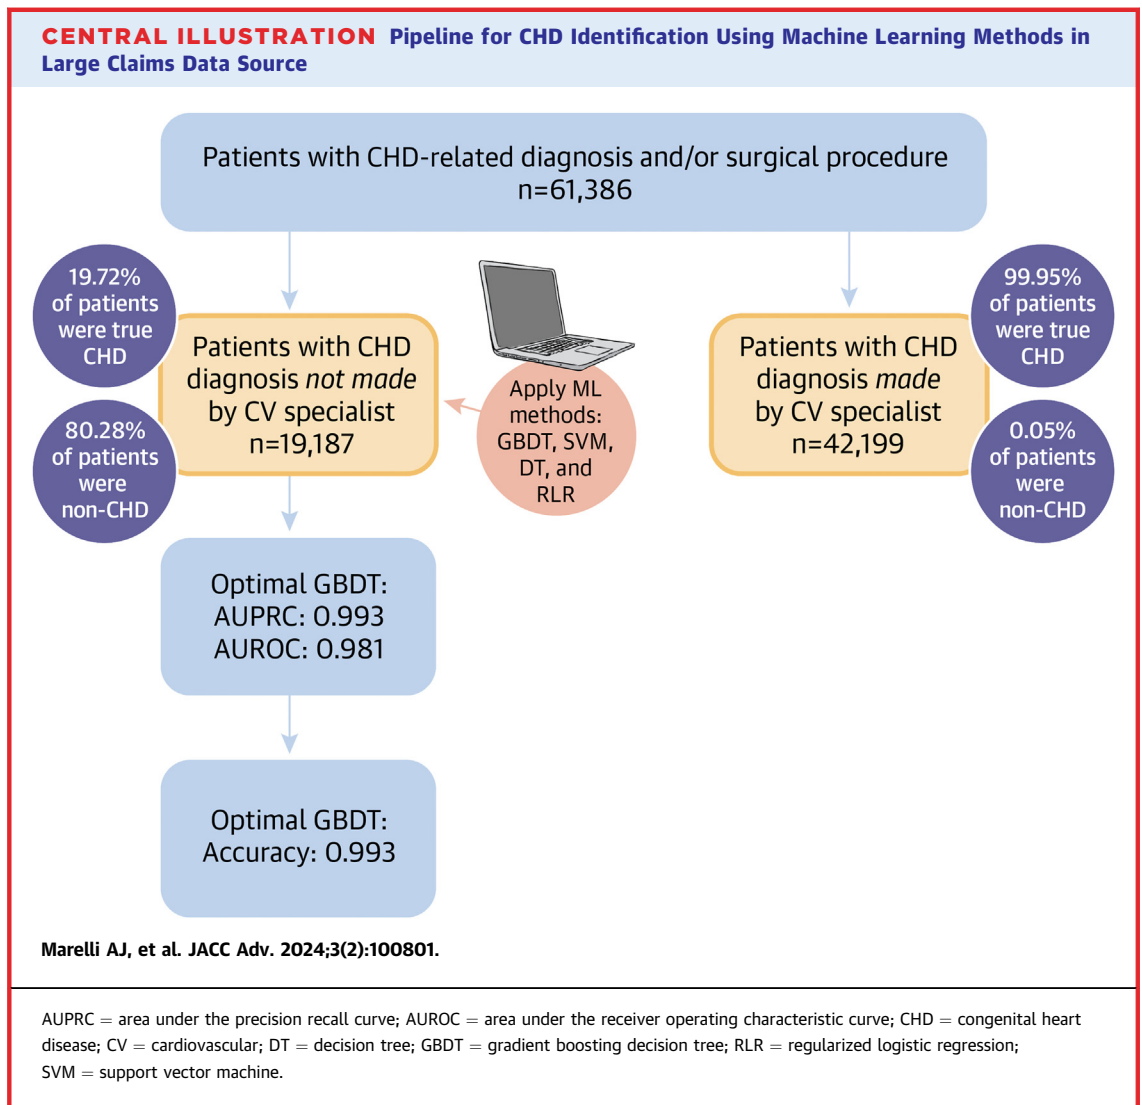 CENTRAL ILLUSTRATION Pipeline for CHD Identification Using Machine Learning Methods in
Large Claims Data Source
Patients with CHD-related diagnosis and/or surgical procedure
n=61,386
19.72%
of patients
were true
CHD
80.28%
of patients
were
non-CHD
Patients with CHD
diagnosis not made
by CV specialist
n=19,187
Apply ML
methods:
GBDT, SVM,
DT, and
RLR
Patients with CHD
diagnosis made
by CV specialist
n=42,199
99.95%
of patients
were true
CHD
0.05%
of patients
were
non-CHD
Optimal GBDT:
AUPRC: 0.993
AUROC: 0.981
Optimal GBDT:
Accuracy: 0.993
Marelli AJ, et al. JACC Adv. 2024;3(2):100801.
AUPRC = area under the precision recall curve; AUROC = area under the receiver operating characteristic curve; CHD = congenital heart
disease; CV = cardiovascular; DT = decision tree; GBDT = gradient boosting decision tree; RLR = regularized logistic regression;
SVM = support vector machine.